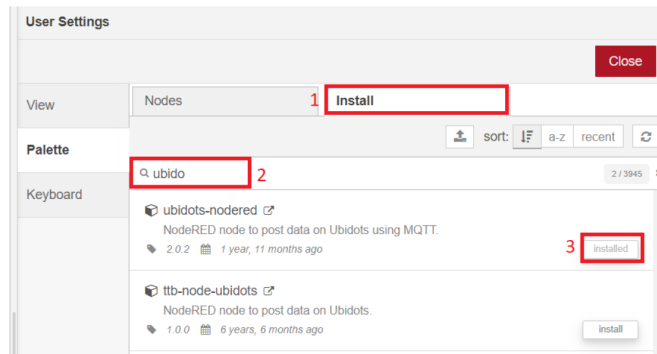 User Settings
Close
View
Palette
Keyboard
Nodes
1
Install
sort: a-z recent
ubido
2
2 / 3945
ubidots-nodered
NodeRED node to post data on Ubidots using MQTT.
2.0.2 1 year, 11 months ago
3
installed
ttb-node-ubidots
NodeRED node to post data on Ubidots.
1.0.0 6 years, 6 months ago
install